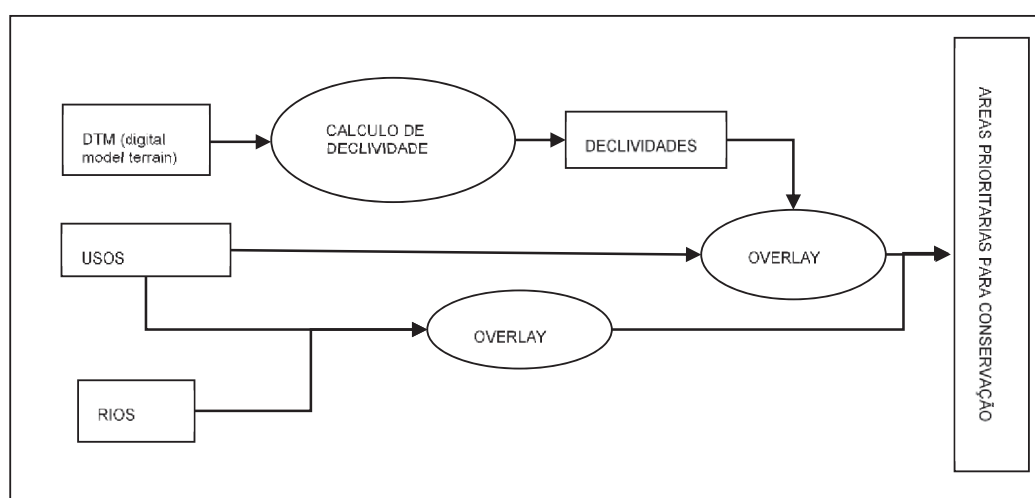 DTM (digital
model terrain)
CALCULO DE
DECLIVIDADE
DECLIVIDADES
USOS
OVERLAY
OVERLAY
RIOS
AREAS PRIORITARIAS PARA CONSERVAÇÃO